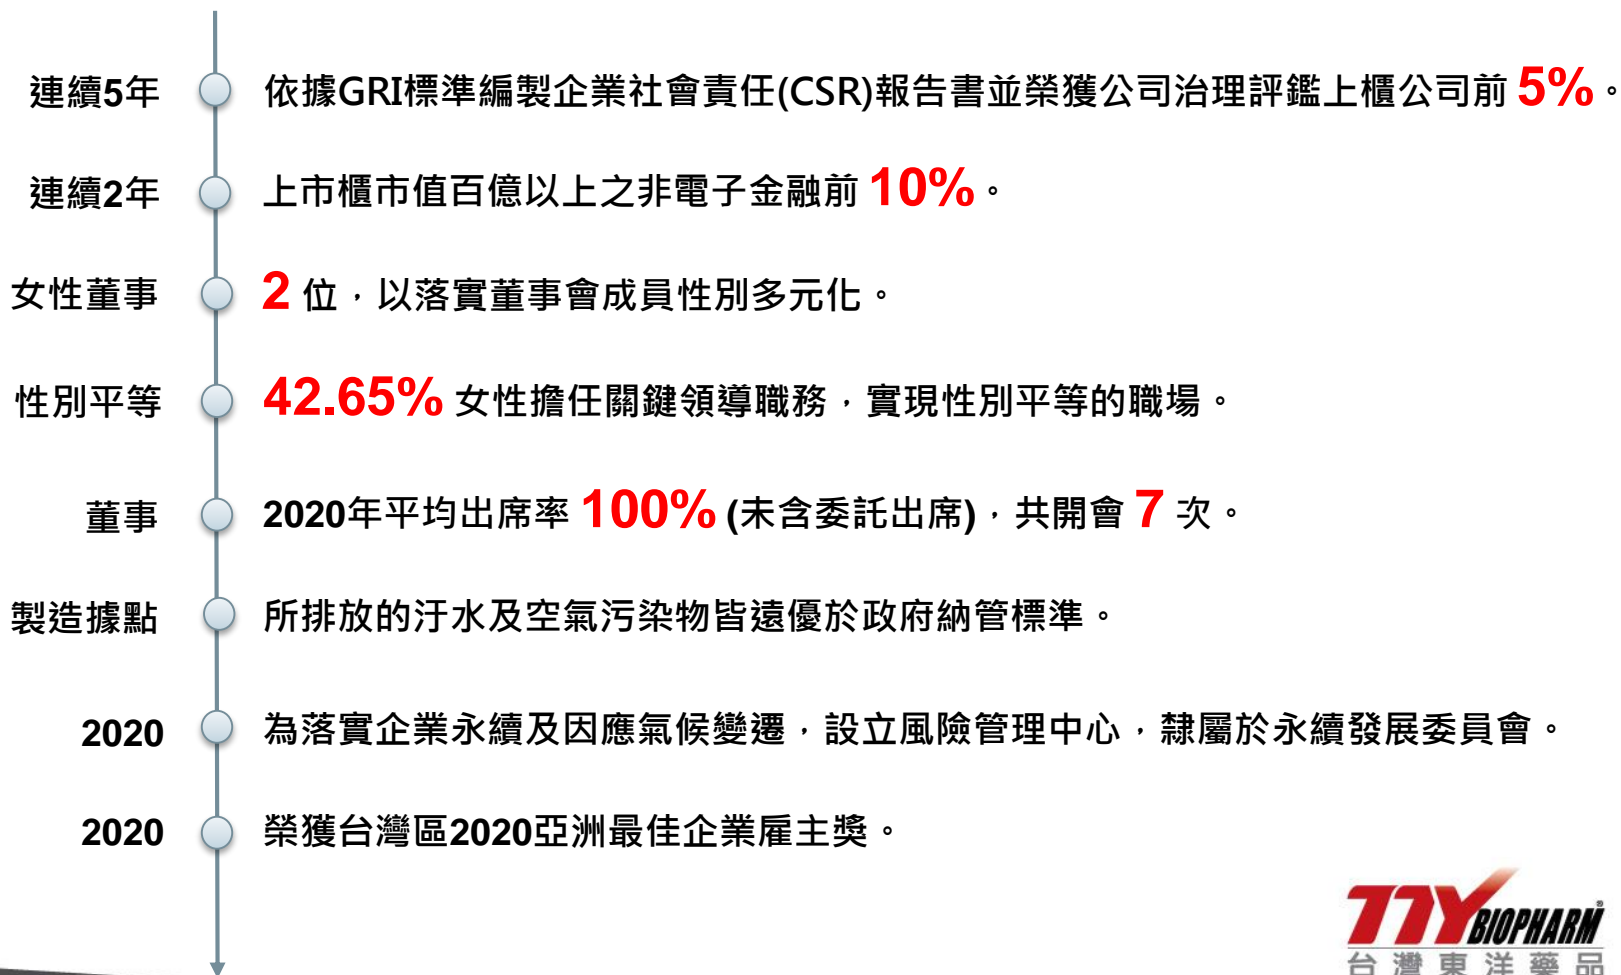 連續5年 依據GRI標準編製企業社會責任(CSR)報告書並榮獲公司治理評鑑上櫃公司前 5%。
連續2年 上市櫃市值百億以上之非電子金融前 10%。
女性董事 2 位，以落實董事會成員性別多元化。
性別平等 42.65% 女性擔任關鍵領導職務，實現性別平等的職場。
董事 2020年平均出席率 100% (未含委託出席)，共開會 7 次。
製造據點 所排放的汙水及空氣污染物皆遠優於政府納管標準。
2020 為落實企業永續及因應氣候變遷，設立風險管理中心，隸屬於永續發展委員會。
2020 榮獲台灣區2020亞洲最佳企業雇主獎。
TTY BIOPHARM®
台灣東洋藥品